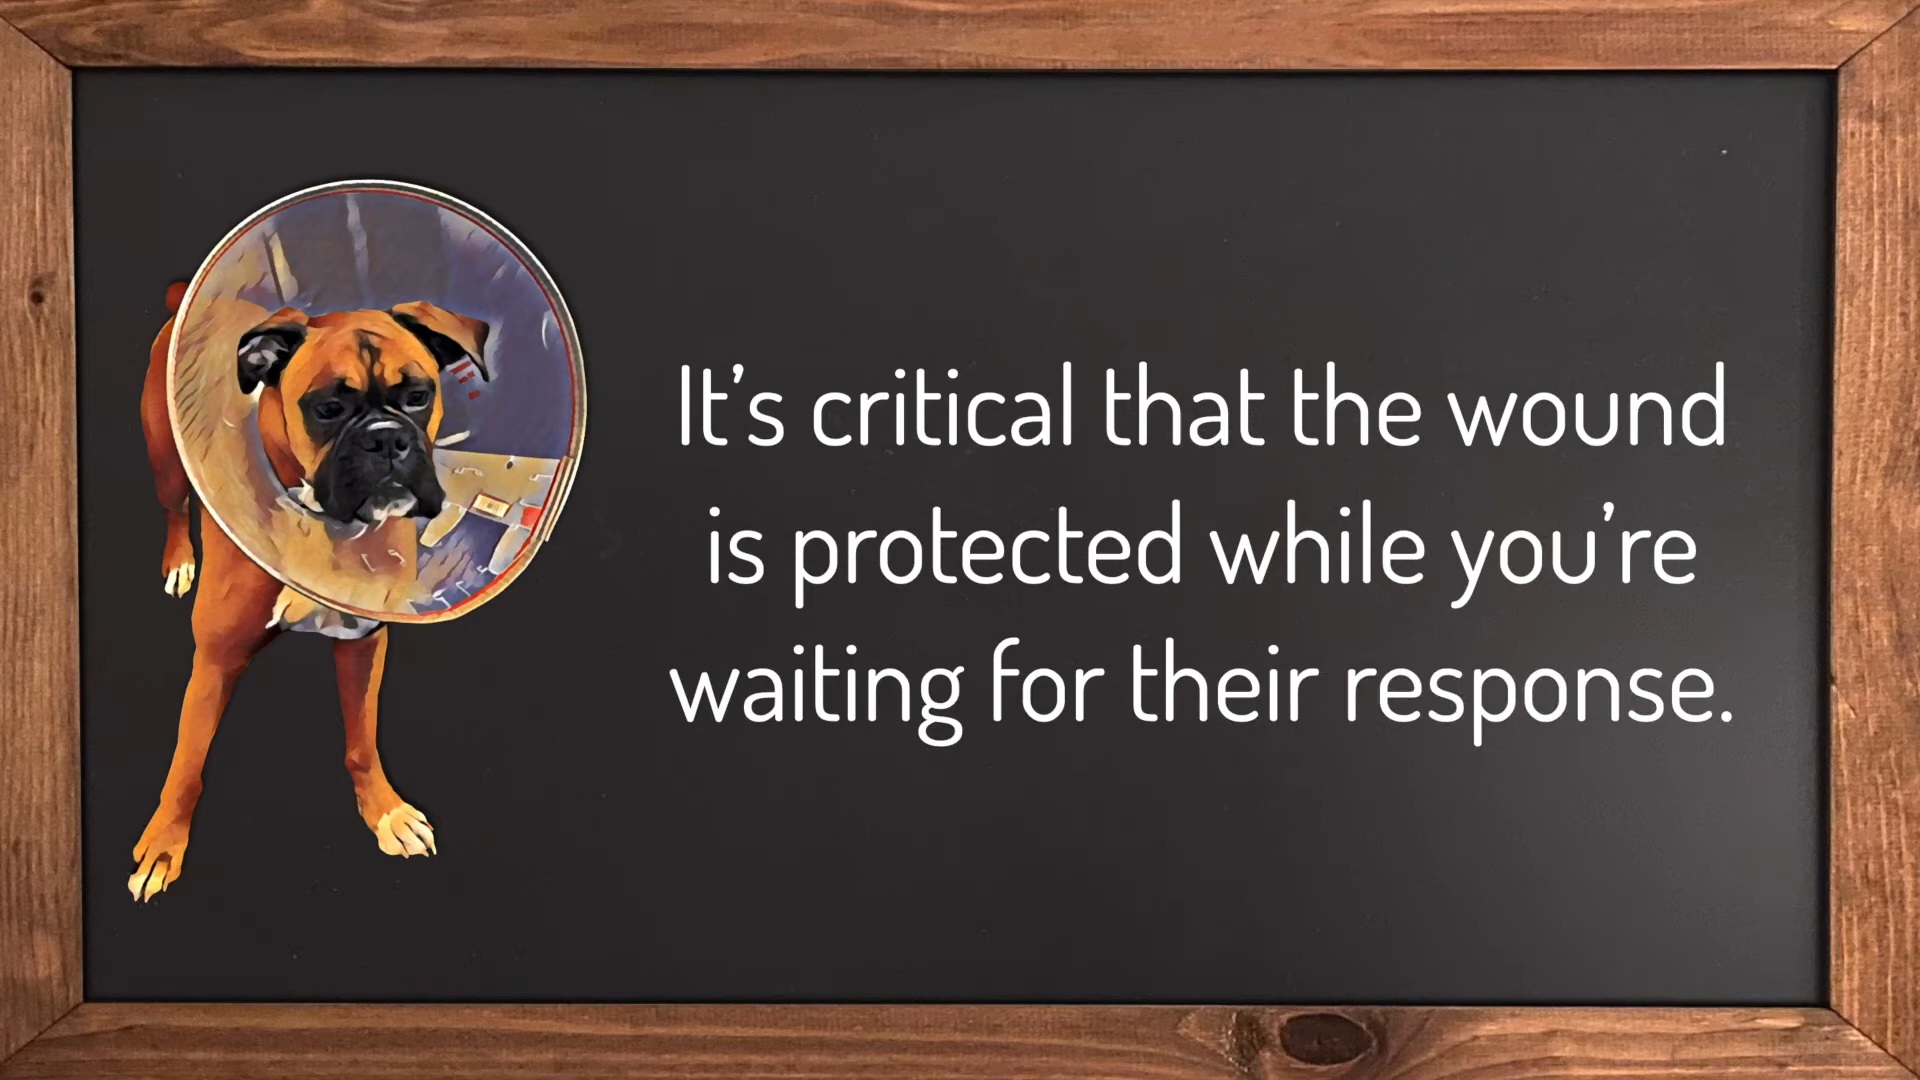 It’s critical that the wound
is protected while you’re
waiting for their response.